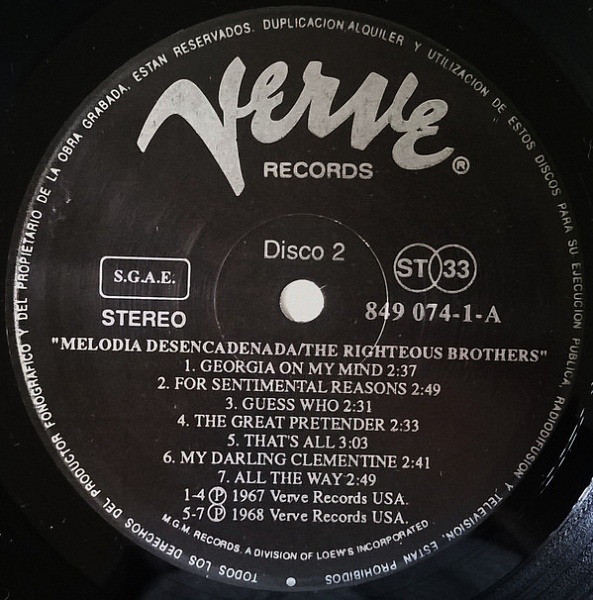 TODOS LOS DERECHOS DEL PRODUCTOR FONOGRAFICO Y DEL PROPIETARIO DE LA OBRA GRABADA, ESTAN RESERVADOS. DUPLICACION, ALQUILER Y UTILIZACION DE ESTOS DISCOS PARA SU EJECUCION PUBLICA, RADIODIFUSION Y TELEVISION, ESTAN PROHIBIDOS
Verve ®
RECORDS
Disco 2
S.G.A.E.
ST 33
STEREO
849 074-1-A
"MELODIA DESENCADENADA/THE RIGHTEOUS BROTHERS"
1. GEORGIA ON MY MIND 2:37
2. FOR SENTIMENTAL REASONS 2:49
3. GUESS WHO 2:31
4. THE GREAT PRETENDER 2:33
5. THAT'S ALL 3:03
6. MY DARLING CLEMENTINE 2:41
7. ALL THE WAY 2:49
1-4 Ⓟ 1967 Verve Records USA.
5-7 Ⓟ 1968 Verve Records USA.
M.G.M. RECORDS, A DIVISION OF LOEW'S INCORPORATED.